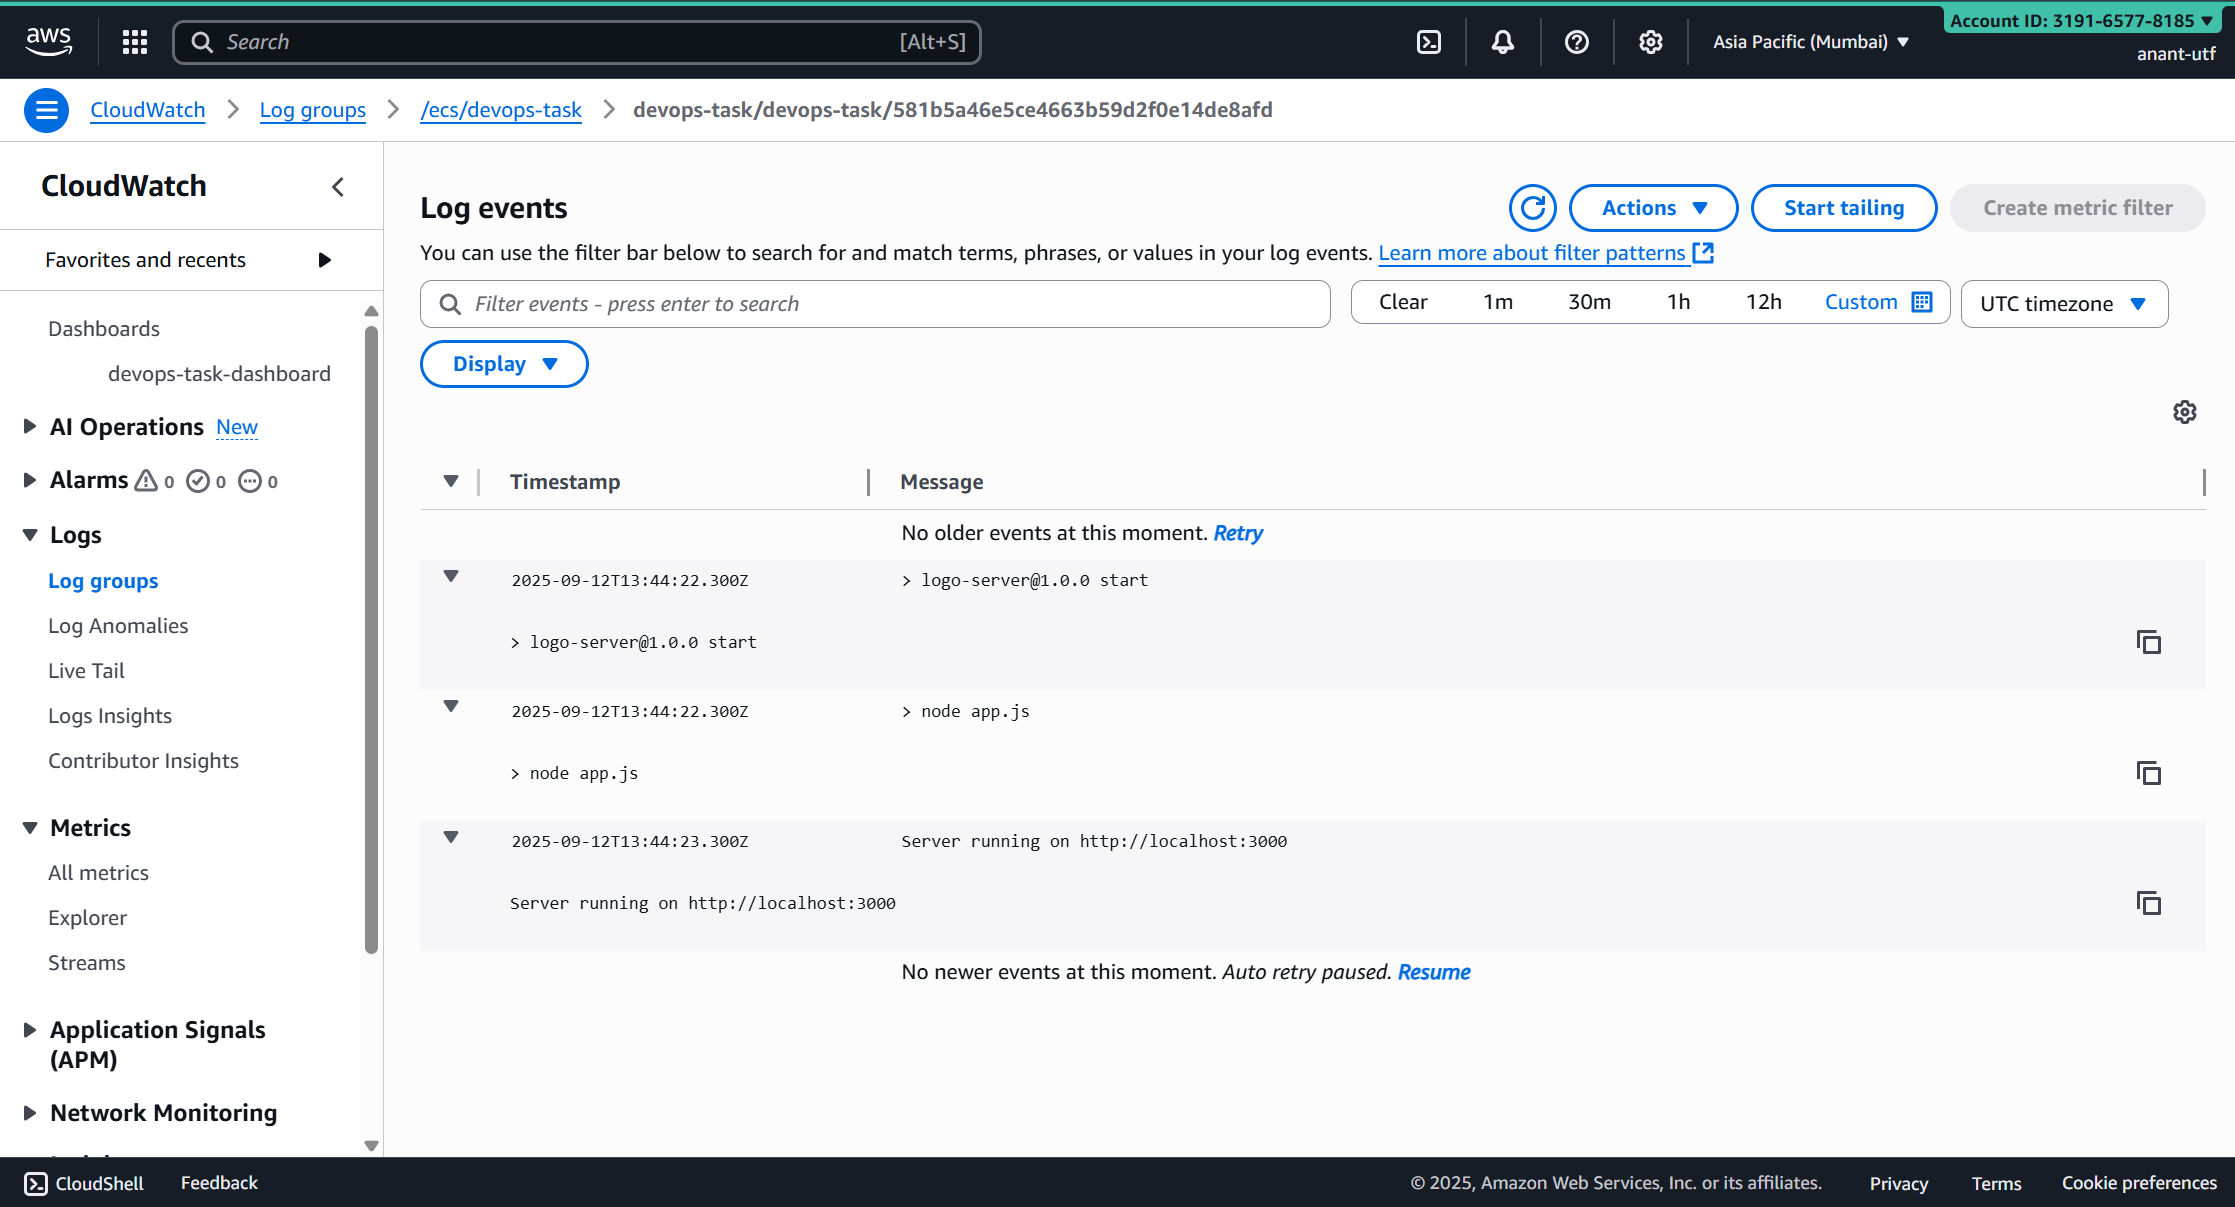 aws
Search [Alt+S]
Asia Pacific (Mumbai)
Account ID: 3191-6577-8185
anant-utf
CloudWatch
Log groups
/ecs/devops-task
devops-task/devops-task/581b5a46e5ce4663b59d2f0e14de8afd
CloudWatch
Favorites and recents
Dashboards
devops-task-dashboard
AI Operations New
Alarms 0 0 0
Logs
Log groups
Log Anomalies
Live Tail
Logs Insights
Contributor Insights
Metrics
All metrics
Explorer
Streams
Application Signals
(APM)
Network Monitoring
Log events
Actions
Start tailing
Create metric filter
You can use the filter bar below to search for and match terms, phrases, or values in your log events. Learn more about filter patterns
Filter events - press enter to search
Clear 1m 30m 1h 12h Custom
UTC timezone
Display
Timestamp Message
No older events at this moment. Retry
2025-09-12T13:44:22.300Z > logo-server@1.0.0 start
> logo-server@1.0.0 start
2025-09-12T13:44:22.300Z > node app.js
> node app.js
2025-09-12T13:44:23.300Z Server running on http://localhost:3000
Server running on http://localhost:3000
No newer events at this moment. Auto retry paused. Resume
CloudShell Feedback © 2025, Amazon Web Services, Inc. or its affiliates. Privacy Terms Cookie preferences